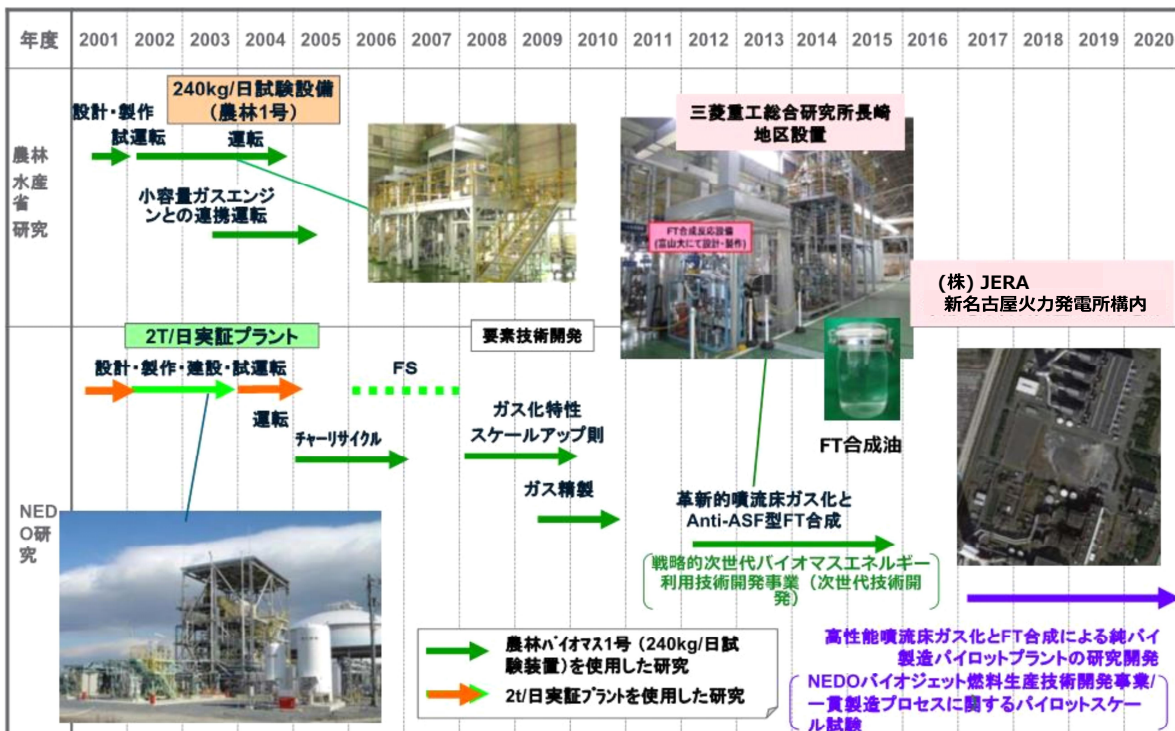 年度 2001 2002 2003 2004 2005 2006 2007 2008 2009 2010 2011 2012 2013 2014 2015 2016 2017 2018 2019 2020
農林
水産
省
研究
設計・製作
試運転
240kg/日試験設備
(農林1号)
運転
小容量ガスエンジ
ンとの連携運転
三菱重工総合研究所長崎
地区設置
FT合成反応設備
(富山大にて設計・製作)
(株) JERA
新名古屋火力発電所構内
NED
O研
究
2T/日実証プラント
設計・製作・建設・試運転
運転
チャーリサイクル
FS
要素技術開発
ガス化特性
スケールアップ則
ガス精製
FT合成油
革新的噴流床ガス化と
Anti-ASF型FT合成
戦略的次世代バイオマスエネルギー
利用技術開発事業(次世代技術開
発)
農林バイオマス1号(240kg/日試
験装置)を使用した研究
2t/日実証プラントを使用した研究
高性能噴流床ガス化とFT合成による純バイ
製造パイロットプラントの研究開発
NEDOバイオジェット燃料生産技術開発事業/
一貫製造プロセスに関するパイロットスケー
ル試験